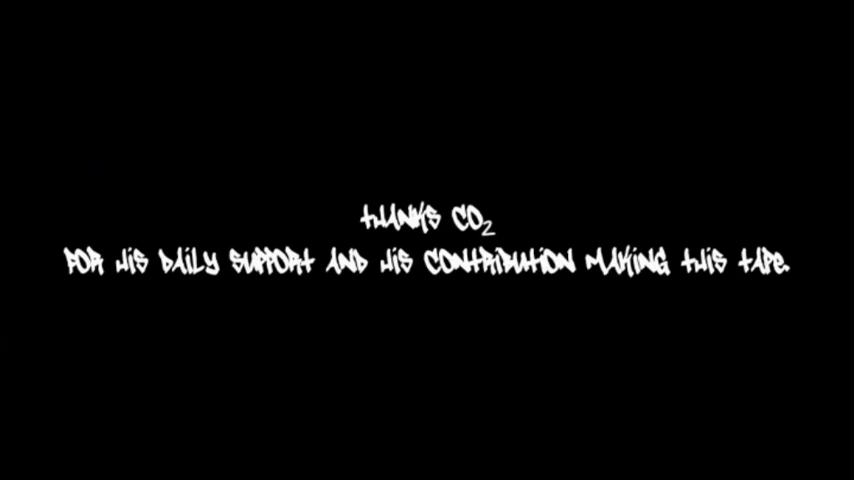 THANKS CO₂
FOR HIS DAILY SUPPORT AND HIS CONTRIBUTION MAKING THIS TAPE.